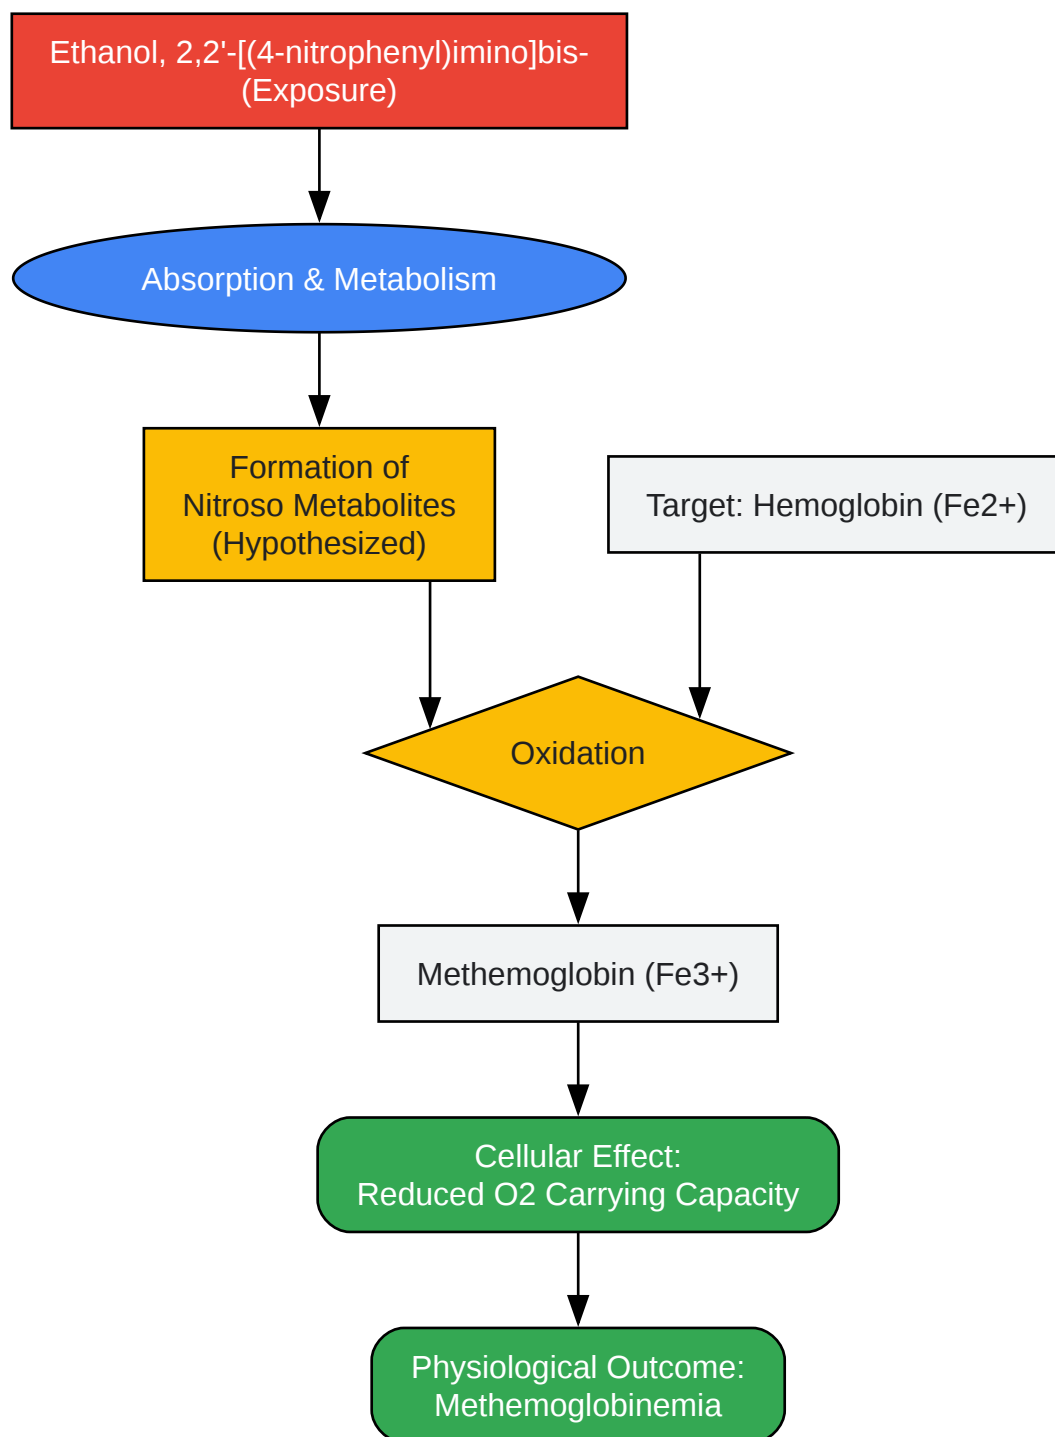 Ethanol, 2,2'-[(4-nitrophenyl)imino]bis-
(Exposure)
Absorption & Metabolism
Formation of
Nitroso Metabolites
(Hypothesized)
Target: Hemoglobin (Fe2+)
Oxidation
Methemoglobin (Fe3+)
Cellular Effect:
Reduced O2 Carrying Capacity
Physiological Outcome:
Methemoglobinemia